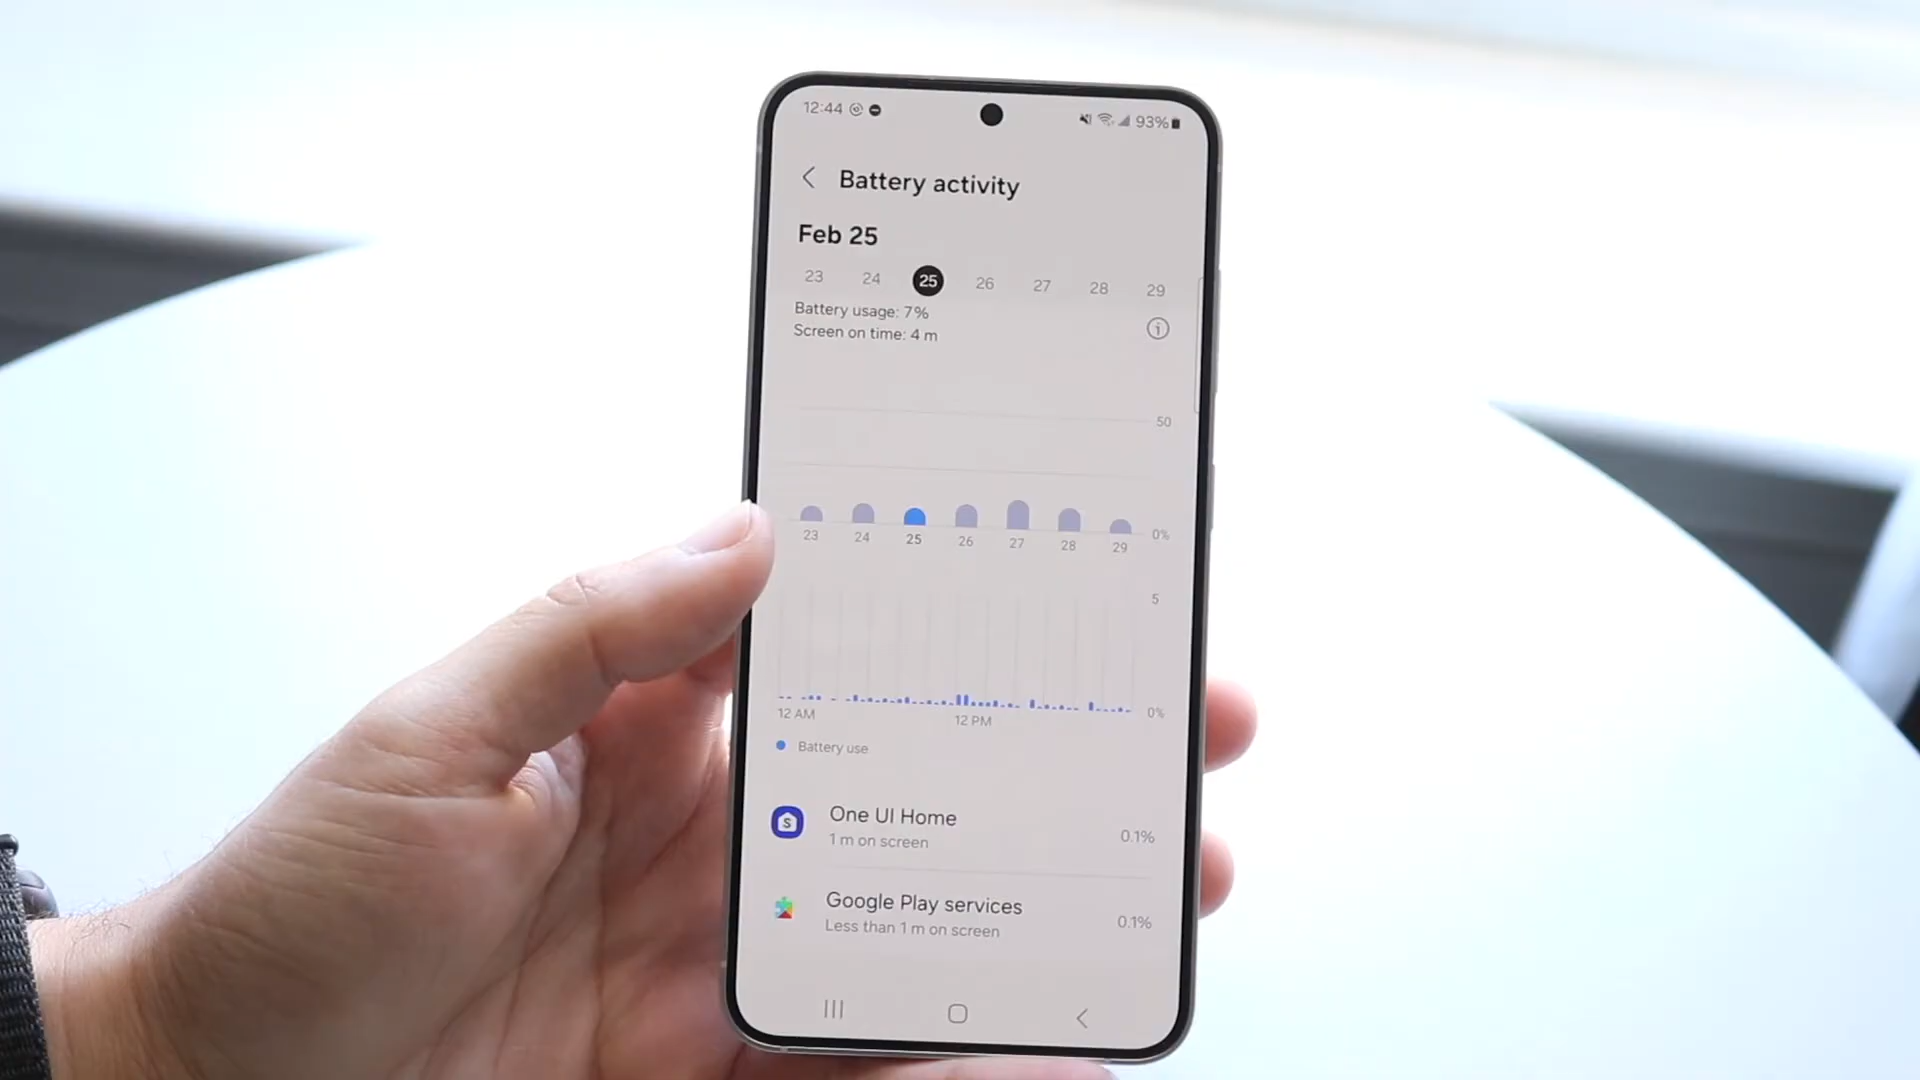 12:44 93%
Battery activity
Feb 25
23 24 25 26 27 28 29
Battery usage: 7%
Screen on time: 4 m
50
0%
23 24 25 26 27 28 29
5
0%
12 AM 12 PM
Battery use
One UI Home
1 m on screen
0.1%
Google Play services
Less than 1 m on screen
0.1%